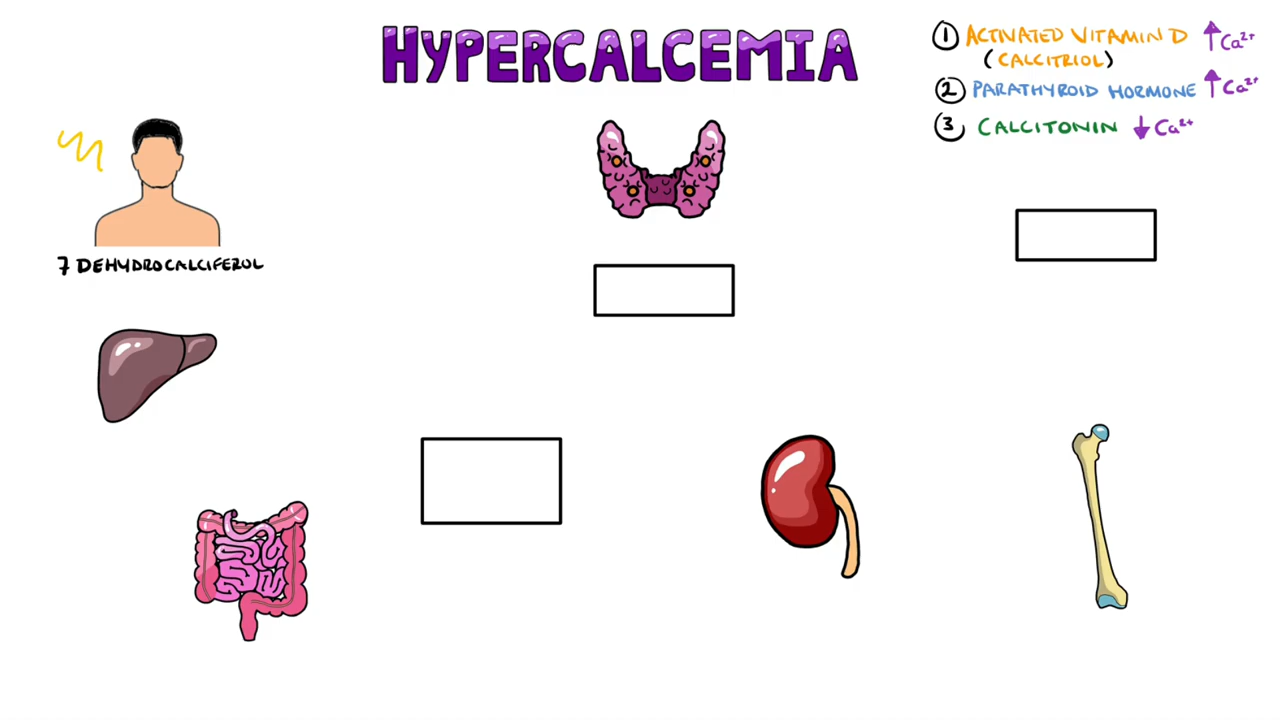 HYPERCALCEMIA
① ACTIVATED VITAMIN D ↑Ca²⁺
(CALCITRIOL)
② PARATHYROID HORMONE ↑Ca²⁺
③ CALCITONIN ↓Ca²⁺
7 DEHYDROCALCIFEROL